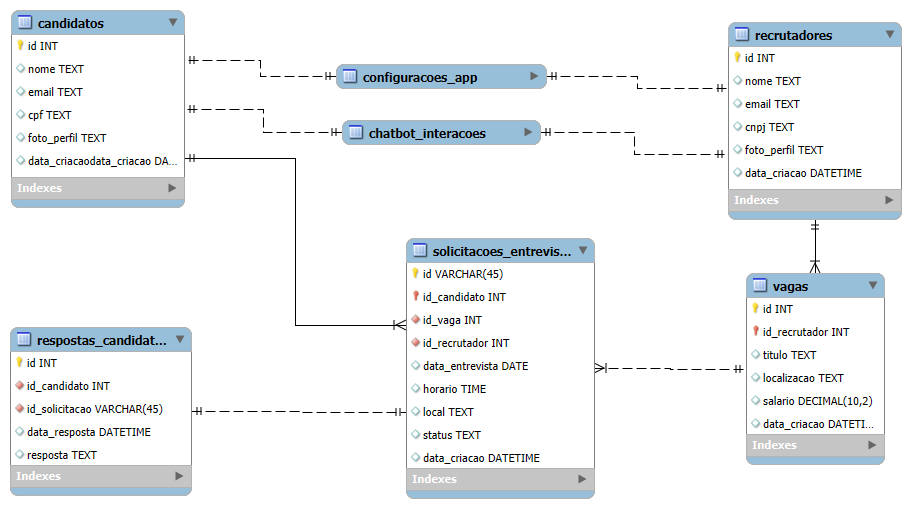 candidatos
id INT
nome TEXT
email TEXT
cpf TEXT
foto_perfil TEXT
data_criacaodata_criacao DA...
Indexes
configuracoes_app
chatbot_interacoes
recrutadores
id INT
nome TEXT
email TEXT
cnpj TEXT
foto_perfil TEXT
data_criacao DATETIME
Indexes
solicitacoes_entrevis...
id VARCHAR(45)
id_candidato INT
id_vaga INT
id_recrutador INT
data_entrevista DATE
horario TIME
local TEXT
status TEXT
data_criacao DATETIME
Indexes
vagas
id INT
id_recrutador INT
titulo TEXT
localizacao TEXT
salario DECIMAL(10,2)
data_criacao DATETI...
Indexes
respostas_candidat...
id INT
id_candidato INT
id_solicitacao VARCHAR(45)
data_resposta DATETIME
resposta TEXT
Indexes